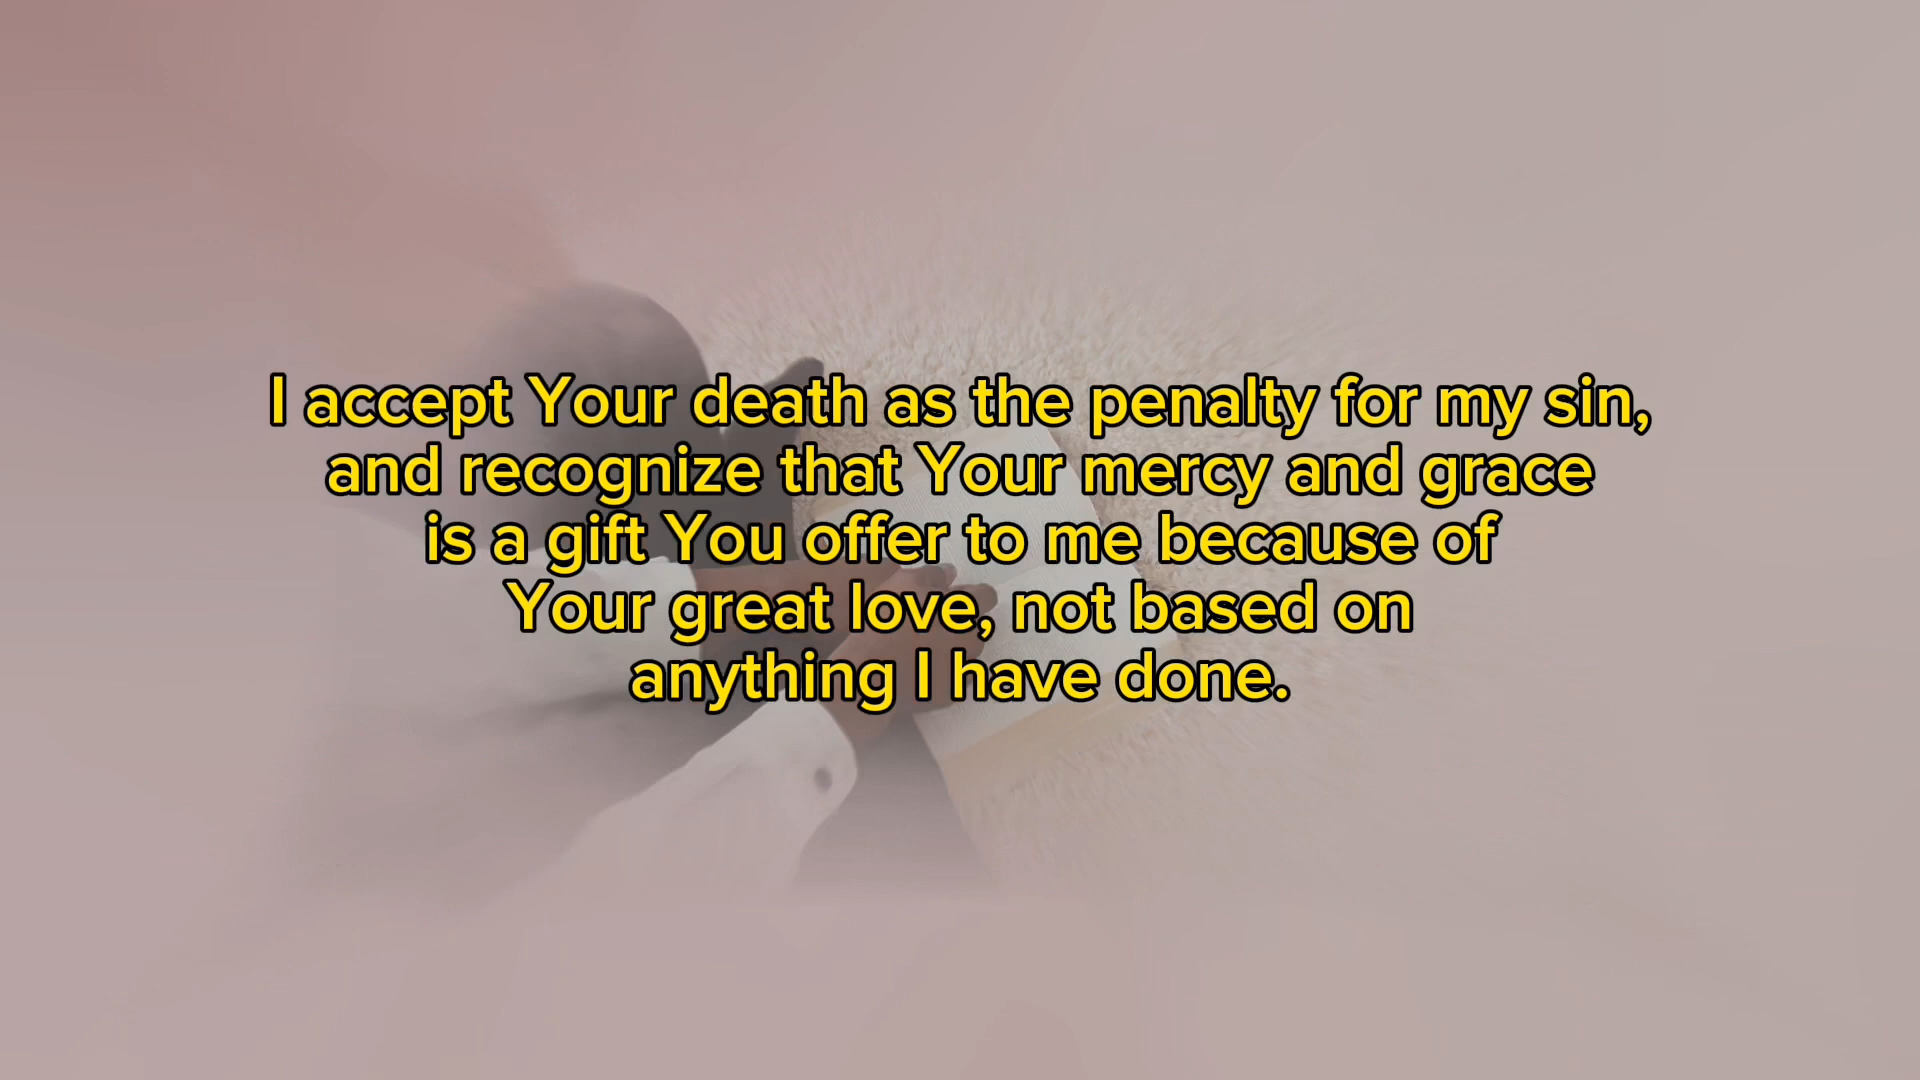 I accept Your death as the penalty for my sin,
and recognize that Your mercy and grace
is a gift You offer to me because of
Your great love, not based on
anything I have done.